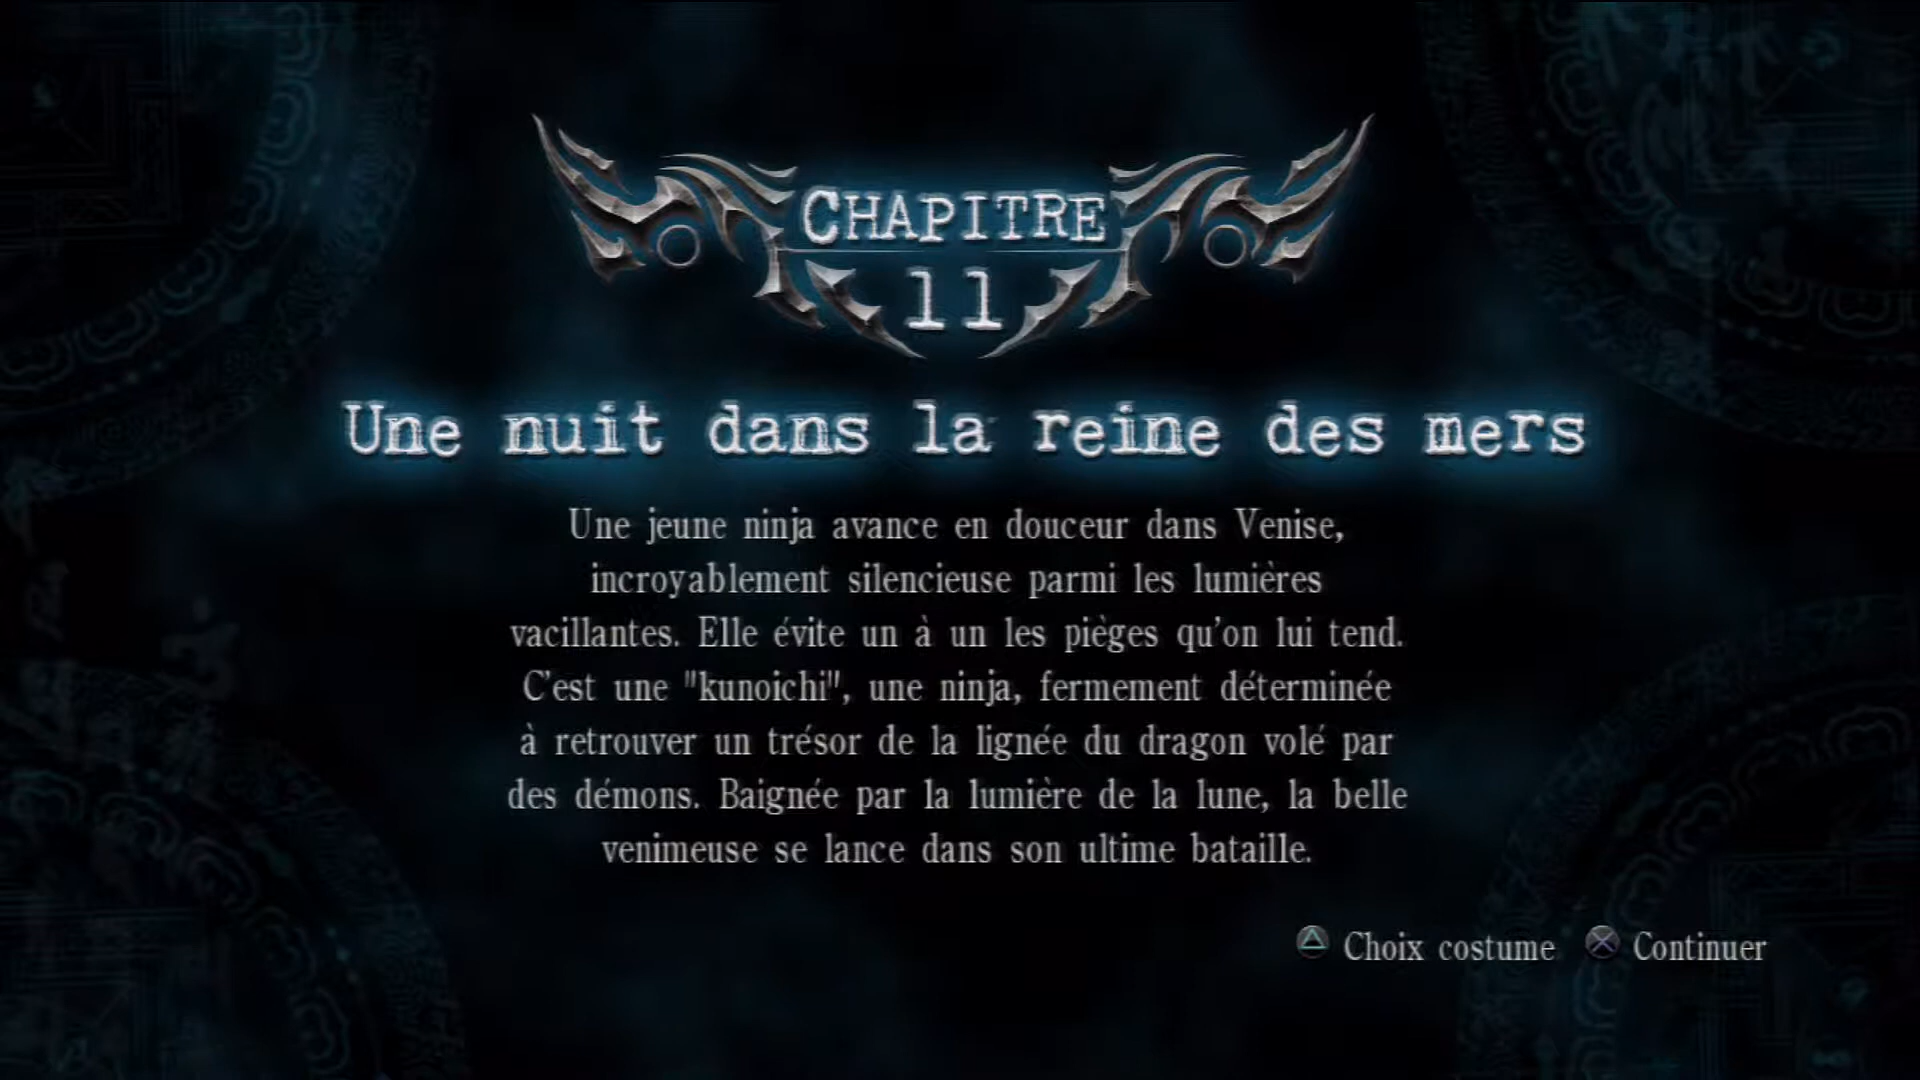 CHAPITRE
11
Une nuit dans la reine des mers
Une jeune ninja avance en douceur dans Venise,
incroyablement silencieuse parmi les lumières
vacillantes. Elle évite un à un les pièges qu'on lui tend.
C'est une "kunoichi", une ninja, fermement déterminée
à retrouver un trésor de la lignée du dragon volé par
des démons. Baignée par la lumière de la lune, la belle
venimeuse se lance dans son ultime bataille.
Choix costume Continuer